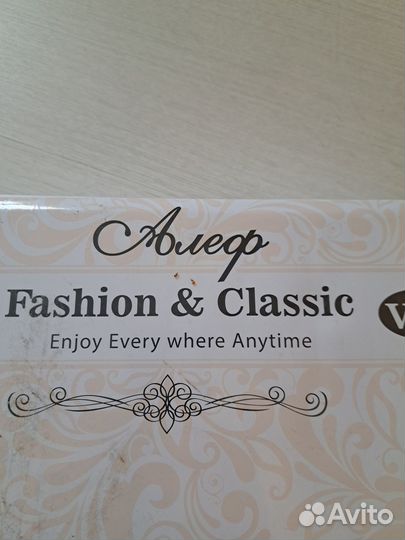 Алеф
Fashion & Classic
V
Enjoy Every where Anytime
Avito